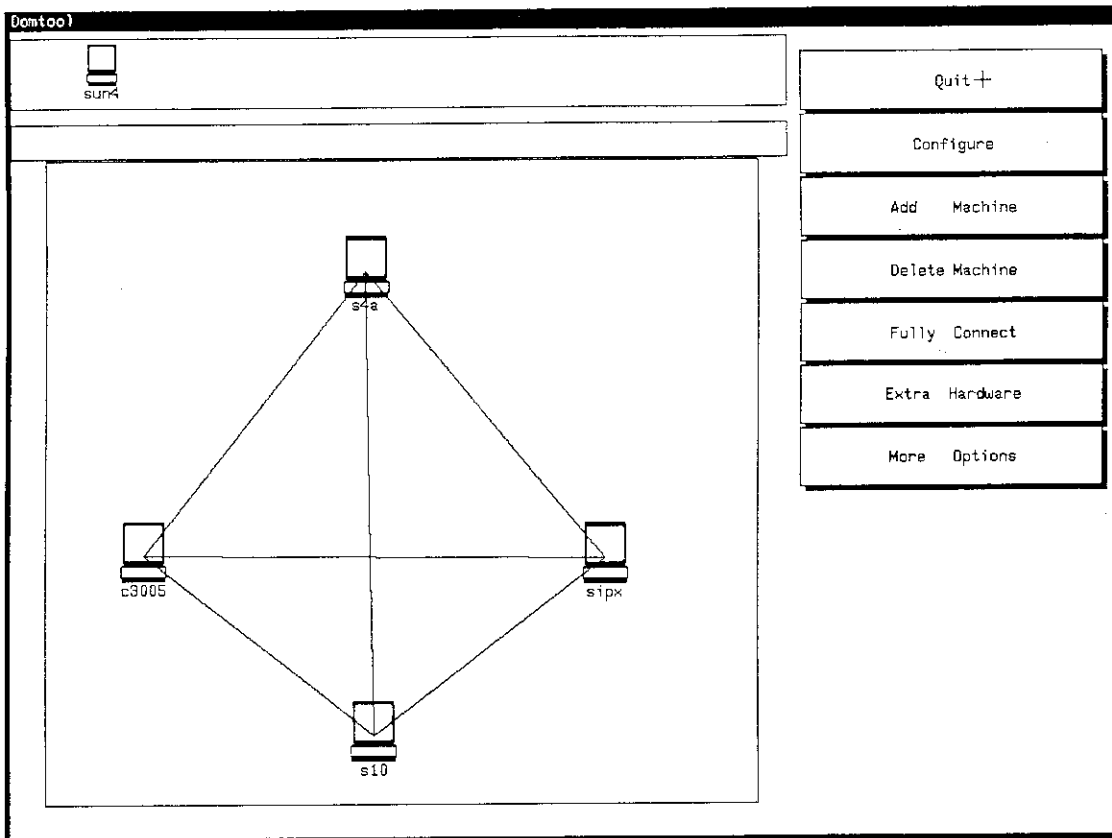 Domtool
sun4
Quit
Configure
Add Machine
Delete Machine
Fully Connect
Extra Hardware
More Options
s4a
c3005
sipx
s10